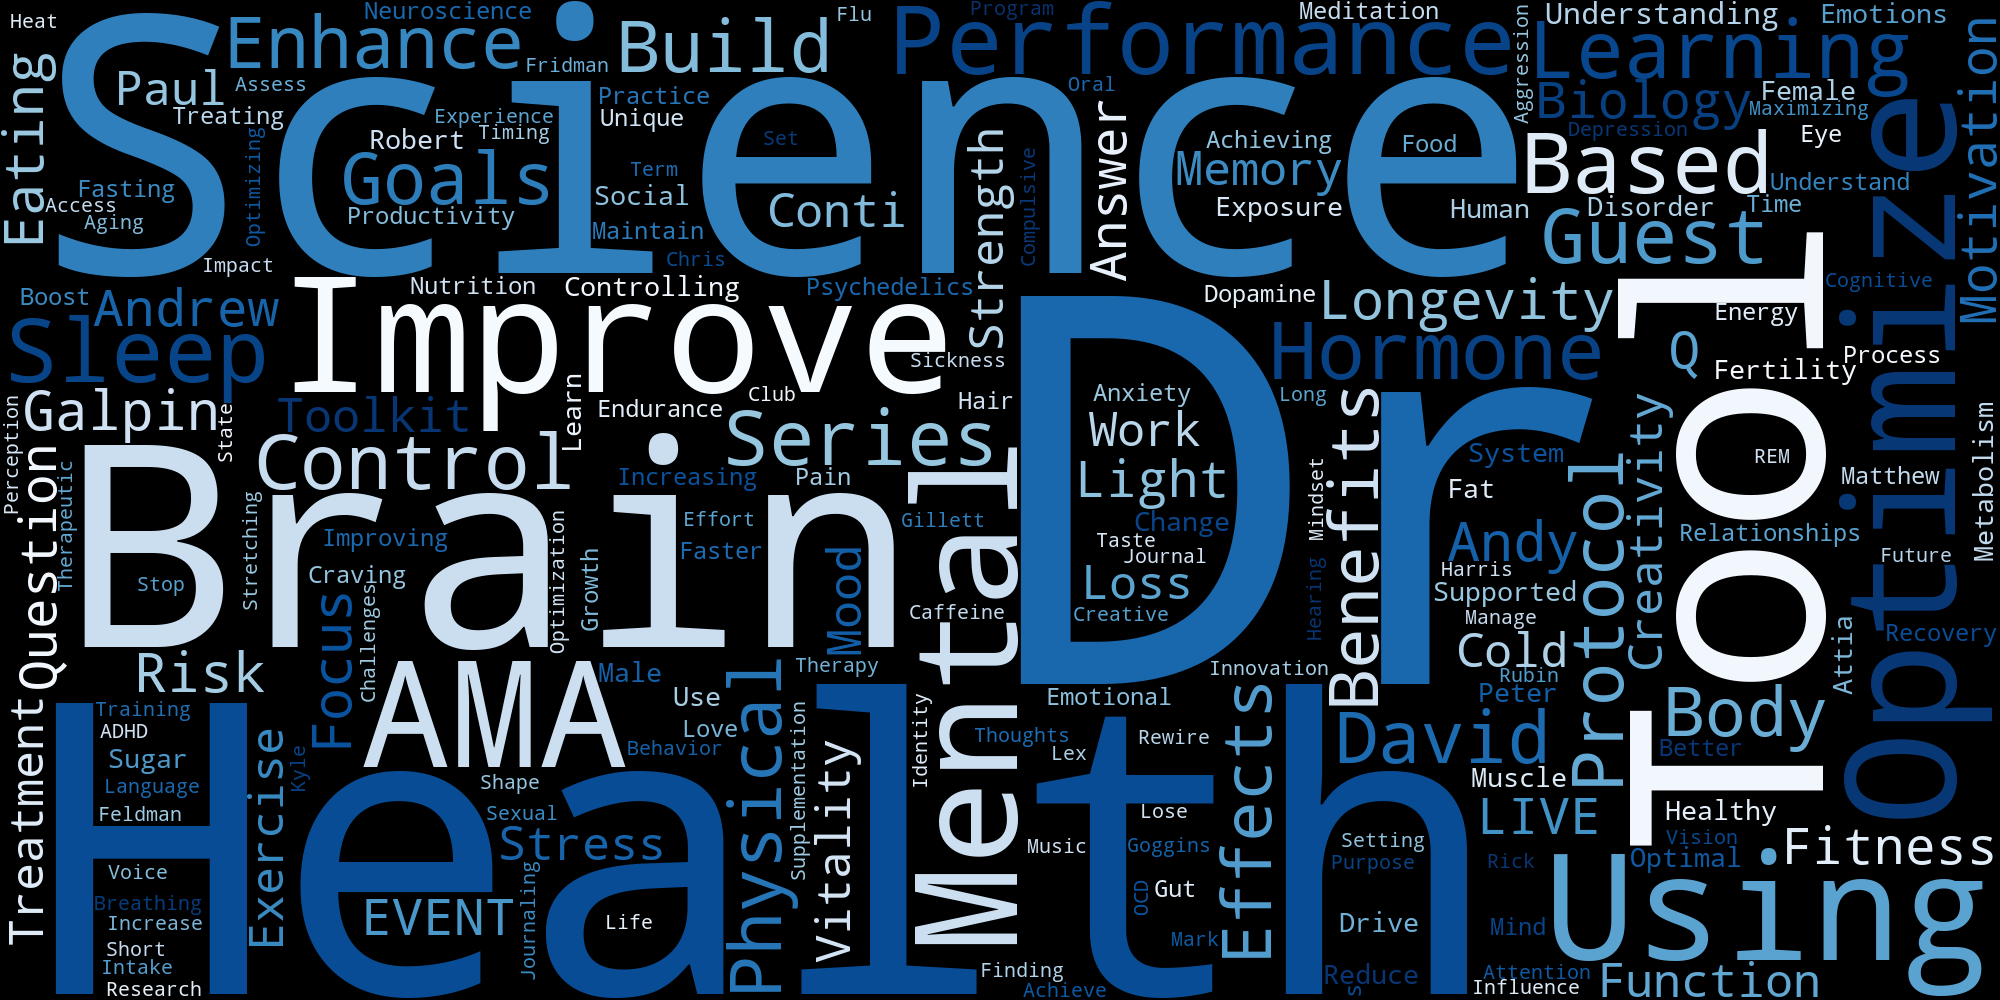 Science
Dr
Health
Brain
Improve
Tool
Mental
optimize
Using
AMA
Performance
Enhance
Build
Learning
Sleep
Control
Hormone
Based
Guest
Goals
Series
Protocol
Physical
Benefits
Effects
Longevity
Biology
Body
David
Andy
Fitness
Function
Light
Work
Loss
Cold
Memory
Strength
Answer
Motivation
Eating
Paul
Conti
Andrew
Galpin
Toolkit
Question
Treatment
Risk
Focus
Exercise
Mood
Stress
EVENT
LIVE
Vitality
Creativity
Q
Heat
Neuroscience
Flu
Program
Meditation
Understanding
Emotions
Fridman
Assess
Treating
Experience
Timing
Practice
Unique
Oral
Aggression
Female
Maximizing
Depression
Eye
Robert
Set
Achieving
Food
Term
Social
Optimizing
Fasting
Access
Aging
Productivity
Maintain
Compulsive
Exposure
Human
Disorder
Understand
Time
Impact
Chris
Boost
Nutrition
Controlling
Psychedelics
Dopamine
Energy
Cognitive
Sickness
Fertility
Process
Perception
State
Learn
Endurance
Club
Hair
Anxiety
Long
Metabolism
Therapeutic
Increasing
Pain
System
Mindset
Fat
REM
Matthew
Stretching
Improving
Effort
Faster
Gillett
Change
Taste
Journal
Relationships
Future
Optimization
Growth
Craving
Stop
Challenges
Caffeine
Creative
Hearing
Harris
Supported
Manage
Attia
Recovery
Male
Therapy
Innovation
Rubin
Peter
Training
ADHD
Use
Love
Behavior
Supplementation
Identity
Emotional
Thoughts
Lex
Rewire
Better
Sugar
Language
Feldman
Kyle
Shape
Sexual
Muscle
Healthy
Vision
Optimal
Lose
Music
Goggins
Setting
Purpose
Rick
Voice
Breathing
Increase
Short
Intake
Research
Journaling
Life
OCD
Gut
Mark
Drive
Mind
Finding
Achieve
Reduce
s
Attention
Influence